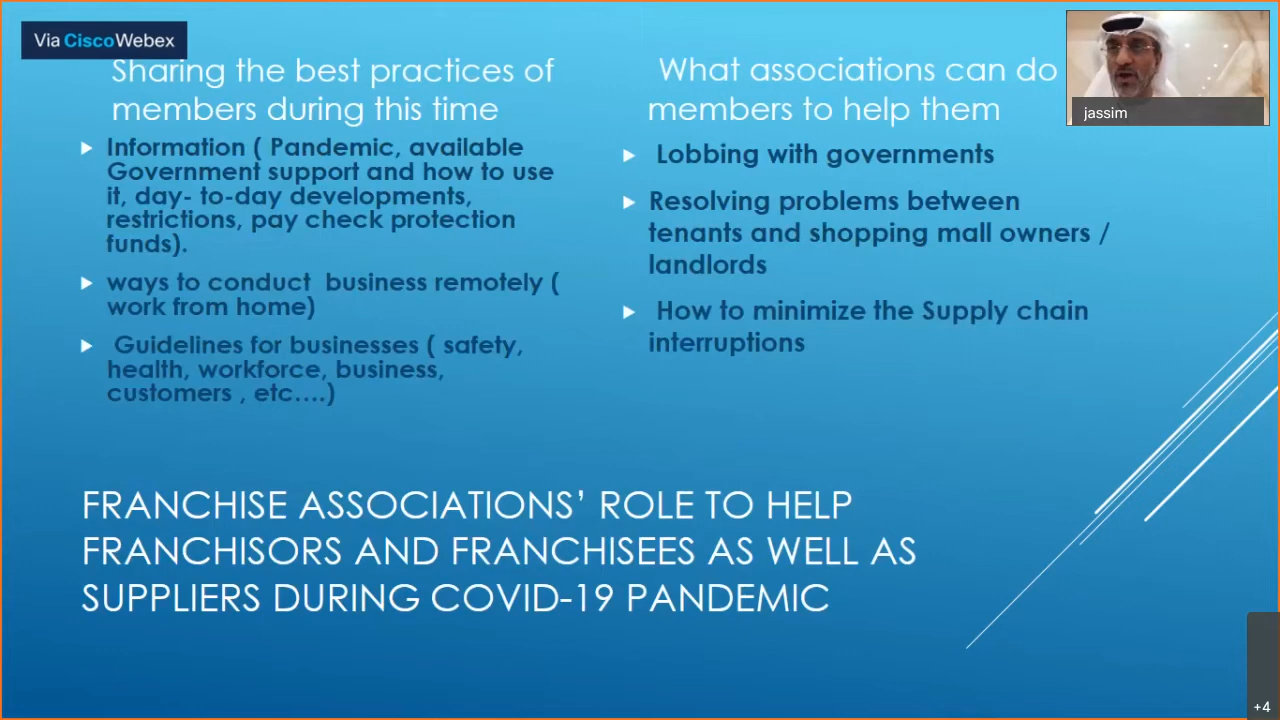 Via Cisco Webex
Sharing the best practices of
members during this time
Information ( Pandemic, available
Government support and how to use
it, day- to-day developments,
restrictions, pay check protection
funds).
ways to conduct  business remotely (
work from home)
Guidelines for businesses ( safety,
health, workforce, business,
customers , etc....)
What associations can do
members to help them
Lobbing with governments
Resolving problems between
tenants and shopping mall owners /
landlords
How to minimize the Supply chain
interruptions
jassim
FRANCHISE ASSOCIATIONS’ ROLE TO HELP
FRANCHISORS AND FRANCHISEES AS WELL AS
SUPPLIERS DURING COVID-19 PANDEMIC
+4